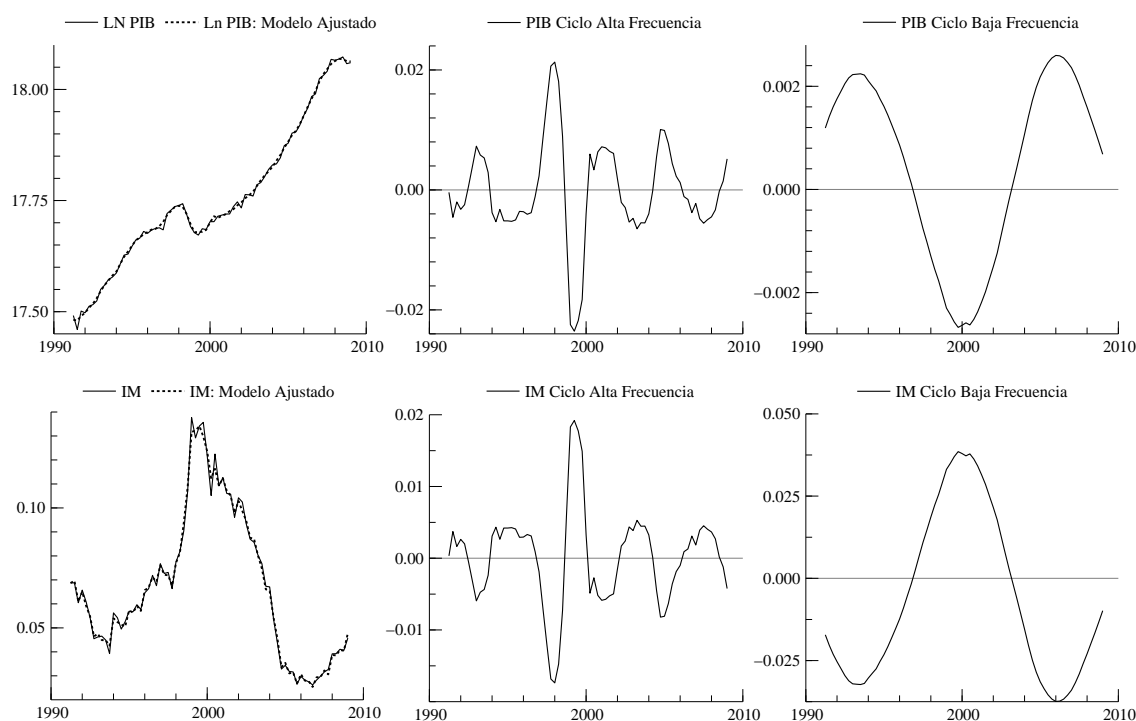 LN PIB Ln PIB: Modelo Ajustado
18.00
17.75
17.50
1990 2000 2010
PIB Ciclo Alta Frecuencia
0.02
0.00
−0.02
1990 2000 2010
PIB Ciclo Baja Frecuencia
0.002
0.000
−0.002
1990 2000 2010
IM IM: Modelo Ajustado
0.10
0.05
1990 2000 2010
IM Ciclo Alta Frecuencia
0.02
0.01
0.00
−0.01
1990 2000 2010
IM Ciclo Baja Frecuencia
0.050
0.025
0.000
−0.025
1990 2000 2010